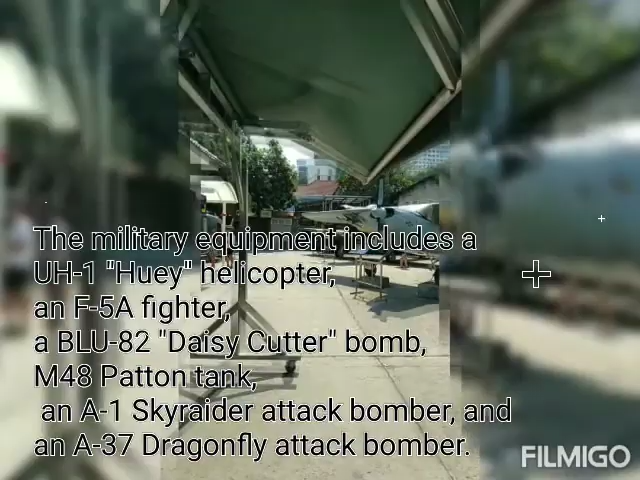 The military equipment includes a
UH-1 "Huey" helicopter,
an F-5A fighter,
a BLU-82 "Daisy Cutter" bomb,
M48 Patton tank,
an A-1 Skyraider attack bomber, and
an A-37 Dragonfly attack bomber.
FILMIGO